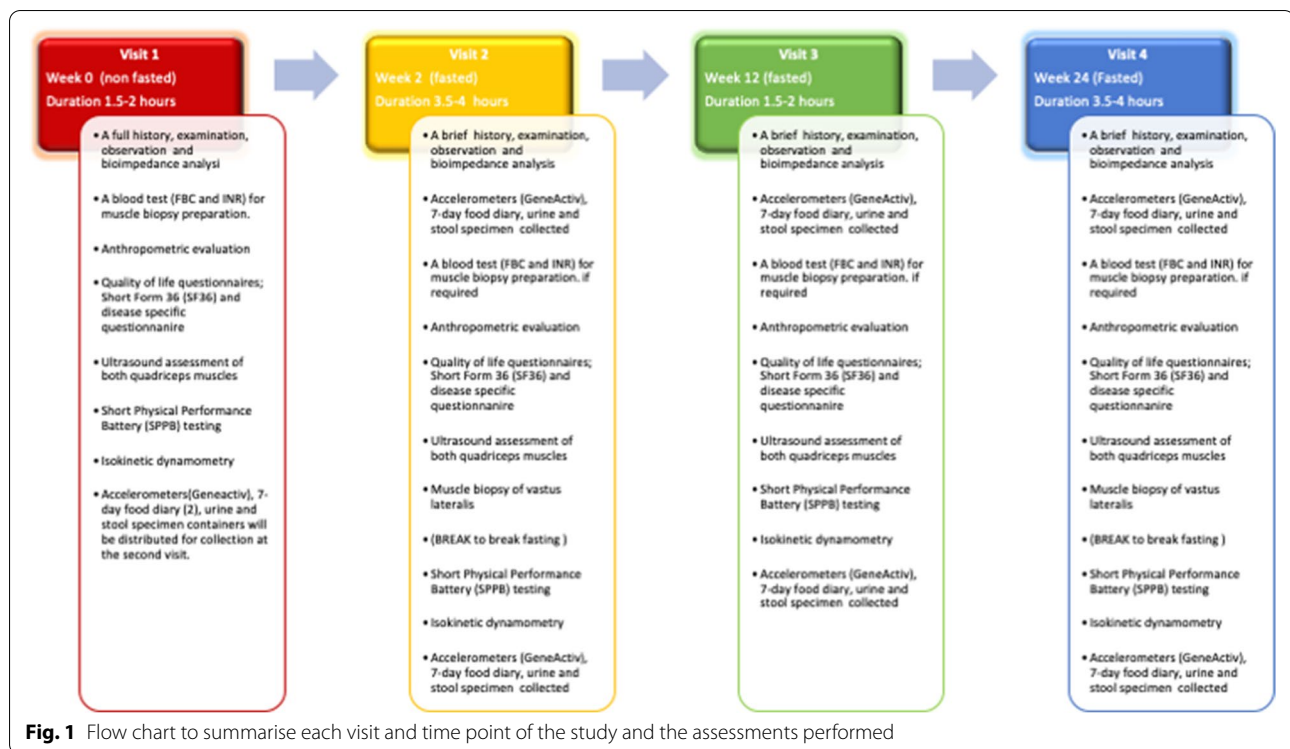 Visit 1
Week 0 (non fasted)
Duration 1.5-2 hours
• A full history, examination,
observation and
bioimpedance analysi
• A blood test (FBC and INR) for
muscle biopsy preparation.
• Anthropometric evaluation
• Quality of life questionnaires;
Short Form 36 (SF36) and
disease specific
questionnanire
• Ultrasound assessment of
both quadriceps muscles
• Short Physical Performance
Battery (SPPB) testing
• Isokinetic dynamometry
• Accelerometers(Geneactiv), 7-
day food diary (2), urine and
stool specimen containers will
be distributed for collection at
the second visit.
Visit 2
Week 2 (fasted)
Duration 3.5-4 hours
• A brief history, examination,
observation and
bioimpedance analysis
• Accelerometers (GeneActiv),
7-day food diary, urine and
stool specimen collected
• A blood test (FBC and INR) for
muscle biopsy preparation. if
required
• Anthropometric evaluation
• Quality of life questionnaires;
Short Form 36 (SF36) and
disease specific
questionnanire
• Ultrasound assessment of
both quadriceps muscles
• Muscle biopsy of vastus
lateralis
• (BREAK to break fasting )
• Short Physical Performance
Battery (SPPB) testing
• Isokinetic dynamometry
• Accelerometers (GeneActiv),
7-day food diary, urine and
stool specimen collected
Visit 3
Week 12 (fasted)
Duration 1.5-2 hours
• A brief history, examination,
observation and
bioimpedance analysis
• Accelerometers (GeneActiv),
7-day food diary, urine and
stool specimen collected
• A blood test (FBC and INR) for
muscle biopsy preparation. if
required
• Anthropometric evaluation
• Quality of life questionnaires;
Short Form 36 (SF36) and
disease specific
questionnanire
• Ultrasound assessment of
both quadriceps muscles
• Short Physical Performance
Battery (SPPB) testing
• Isokinetic dynamometry
• Accelerometers (GeneActiv),
7-day food diary, urine and
stool specimen collected
Visit 4
Week 24 (Fasted)
Duration 3.5-4 hours
• A brief history, examination,
observation and
bioimpedance analysis
• Accelerometers (GeneActiv),
7-day food diary, urine and
stool specimen collected
• A blood test (FBC and INR) for
muscle biopsy preparation. if
required
• Anthropometric evaluation
• Quality of life questionnaires;
Short Form 36 (SF36) and
disease specific
questionnanire
• Ultrasound assessment of
both quadriceps muscles
• Muscle biopsy of vastus
lateralis
• (BREAK to break fasting )
• Short Physical Performance
Battery (SPPB) testing
• Isokinetic dynamometry
• Accelerometers (GeneActiv),
7-day food diary, urine and
stool specimen collected
Fig. 1 Flow chart to summarise each visit and time point of the study and the assessments performed